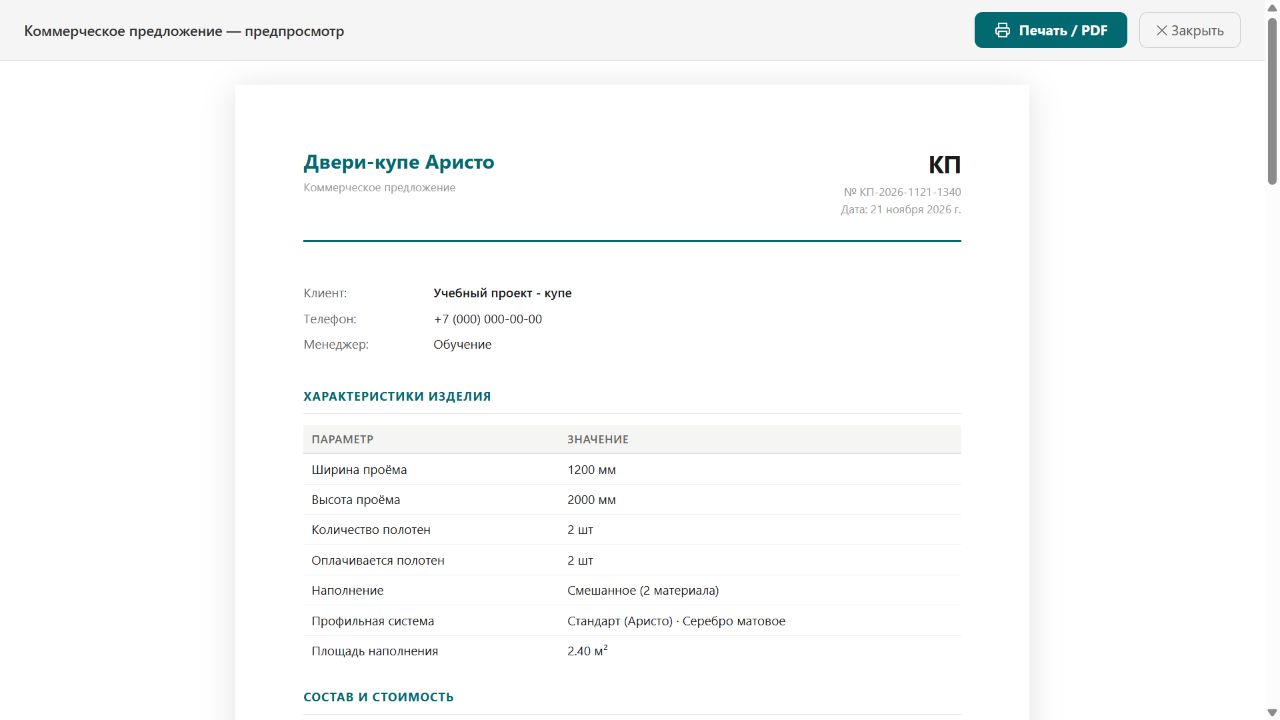 Коммерческое предложение — предпросмотр
Печать / PDF
Закрыть
Двери-купе Аристо
КП
Коммерческое предложение
№ КП-2026-1121-1340
Дата: 21 ноября 2026 г.
Клиент: Учебный проект - купе
Телефон: +7 (000) 000-00-00
Менеджер: Обучение
ХАРАКТЕРИСТИКИ ИЗДЕЛИЯ
ПАРАМЕТР ЗНАЧЕНИЕ
Ширина проёма 1200 мм
Высота проёма 2000 мм
Количество полотен 2 шт
Оплачивается полотен 2 шт
Наполнение Смешанное (2 материала)
Профильная система Стандарт (Аристо) · Серебро матовое
Площадь наполнения 2.40 м²
СОСТАВ И СТОИМОСТЬ